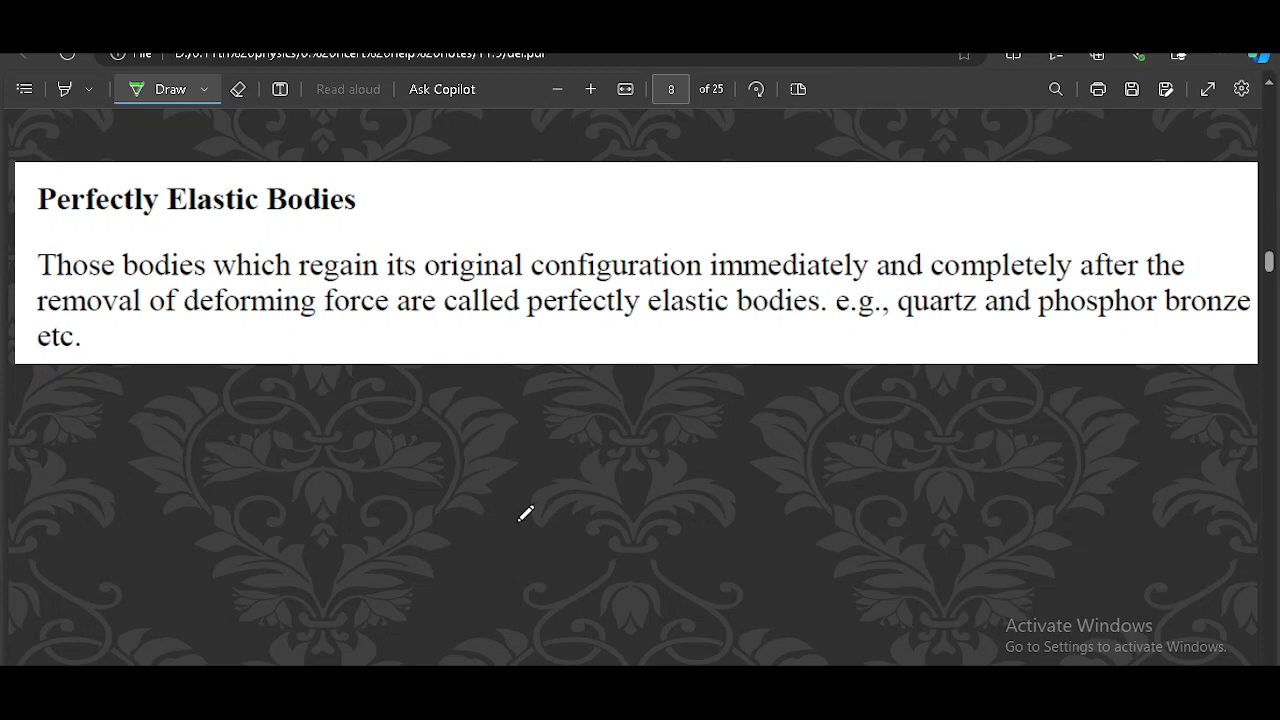 File
Draw
Read aloud
Ask Copilot
8
of 25
Perfectly Elastic Bodies
Those bodies which regain its original configuration immediately and completely after the
removal of deforming force are called perfectly elastic bodies. e.g., quartz and phosphor bronze
etc.
Activate Windows
Go to Settings to activate Windows.